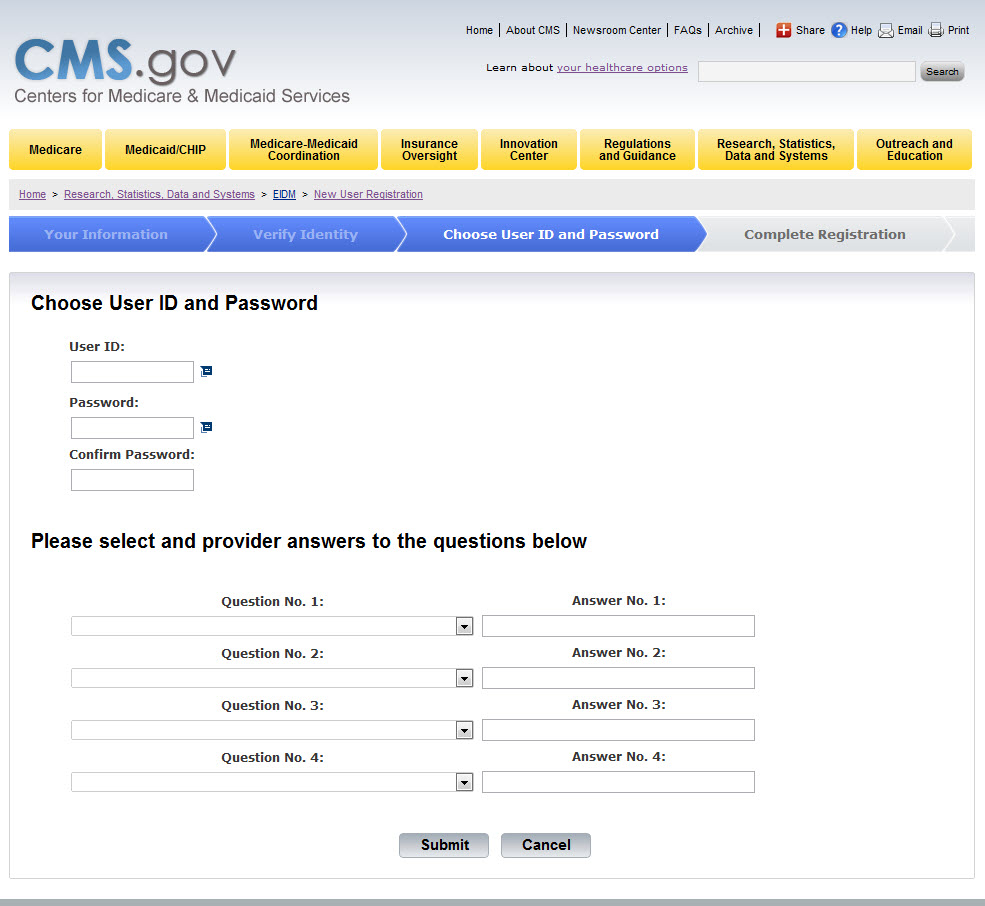 Home | About CMS | Newsroom Center | FAQs | Archive | Share ? Help Email Print
CMS.gov
Centers for Medicare & Medicaid Services
Learn about your healthcare options
Search
Medicare
Medicaid/CHIP
Medicare-Medicaid
Coordination
Insurance
Oversight
Innovation
Center
Regulations
and Guidance
Research, Statistics,
Data and Systems
Outreach and
Education
Home > Research, Statistics, Data and Systems > EIDM > New User Registration
Your Information
Verify Identity
Choose User ID and Password
Complete Registration
Choose User ID and Password
User ID:
Password:
Confirm Password:
Please select and provider answers to the questions below
Question No. 1: Answer No. 1:
Question No. 2: Answer No. 2:
Question No. 3: Answer No. 3:
Question No. 4: Answer No. 4:
Submit Cancel